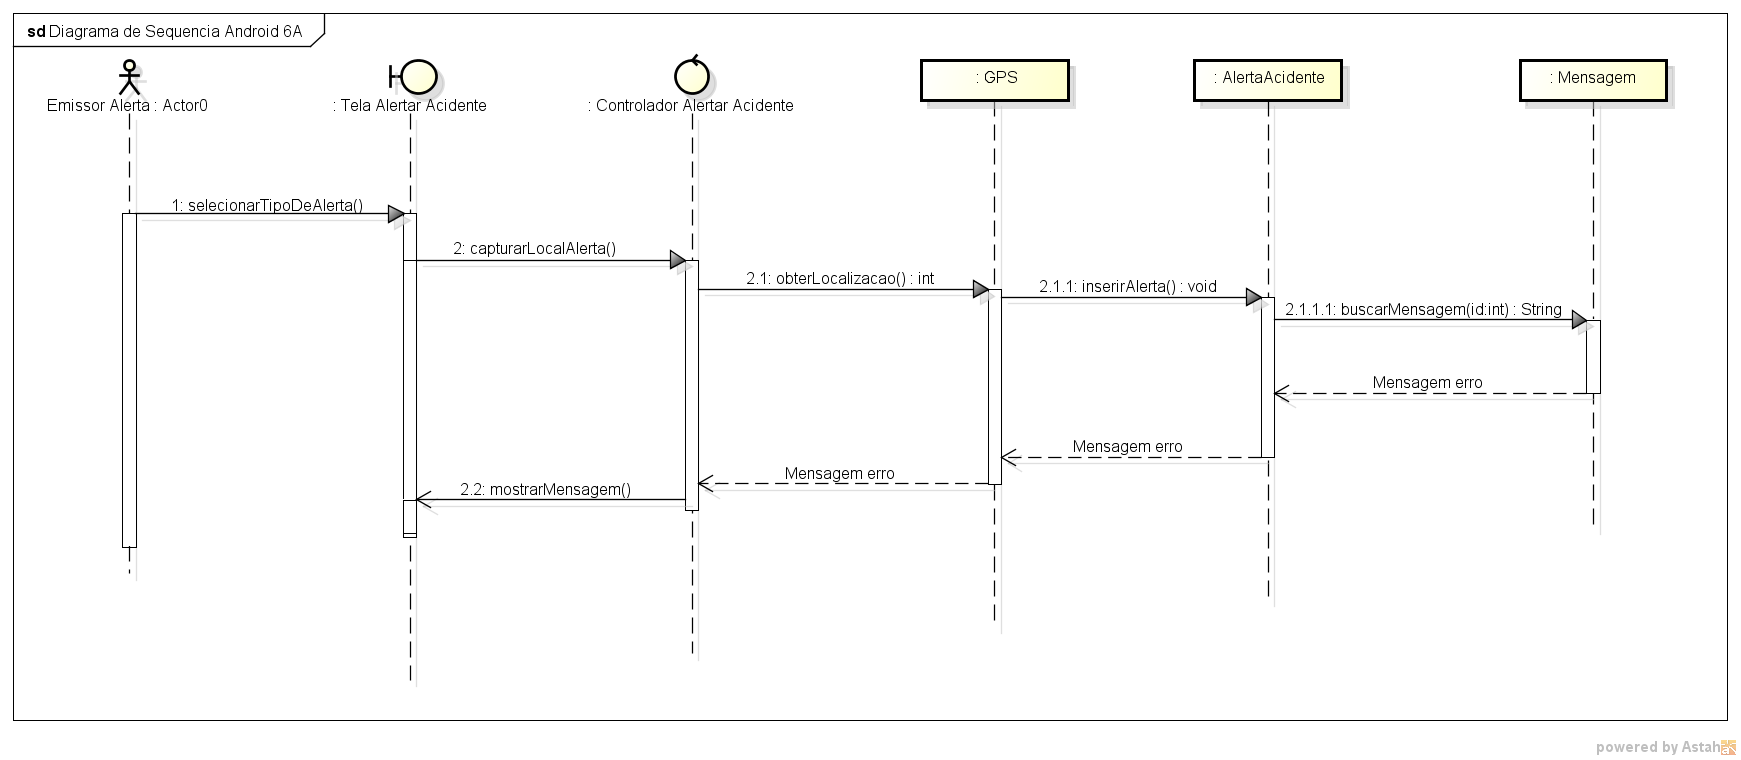 sd Diagrama de Sequencia Android 6A
Emissor Alerta : Actor0
: Tela Alertar Acidente
: Controlador Alertar Acidente
: GPS
: AlertaAcidente
: Mensagem
1: selecionarTipoDeAlerta()
2: capturarLocalAlerta()
2.1: obterLocalizacao() : int
2.1.1: inserirAlerta() : void
2.1.1.1: buscarMensagem(id:int) : String
Mensagem erro
Mensagem erro
Mensagem erro
2.2: mostrarMensagem()
powered by Astah